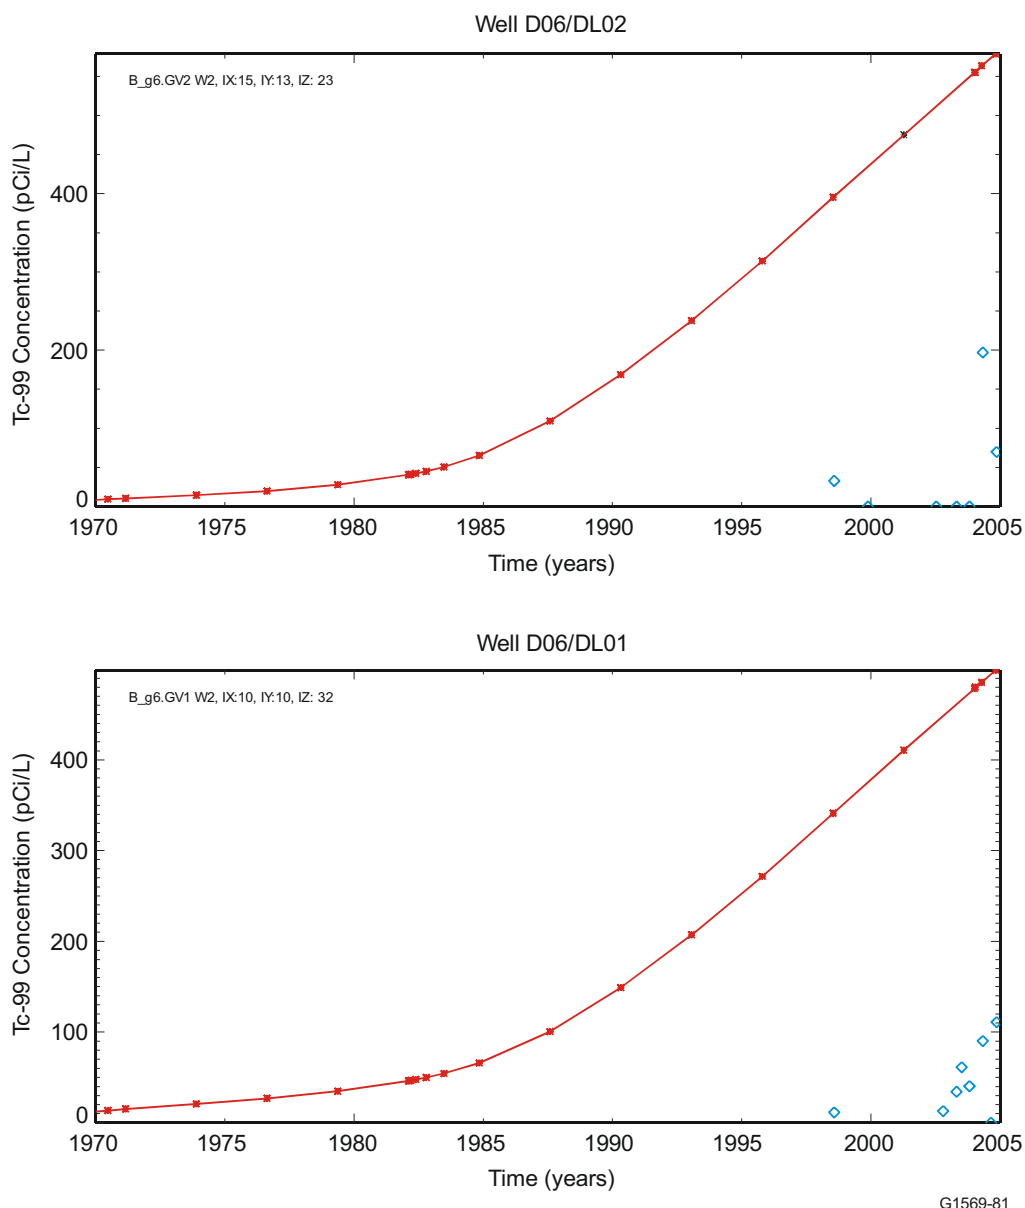 Well D06/DL02
B_g6.GV2 W2, IX:15, IY:13, IZ: 23
Tc-99 Concentration (pCi/L)
400
200
0
1970 1975 1980 1985 1990 1995 2000 2005
Time (years)
Well D06/DL01
B_g6.GV1 W2, IX:10, IY:10, IZ: 32
Tc-99 Concentration (pCi/L)
400
300
200
100
0
1970 1975 1980 1985 1990 1995 2000 2005
Time (years)
G1569-81